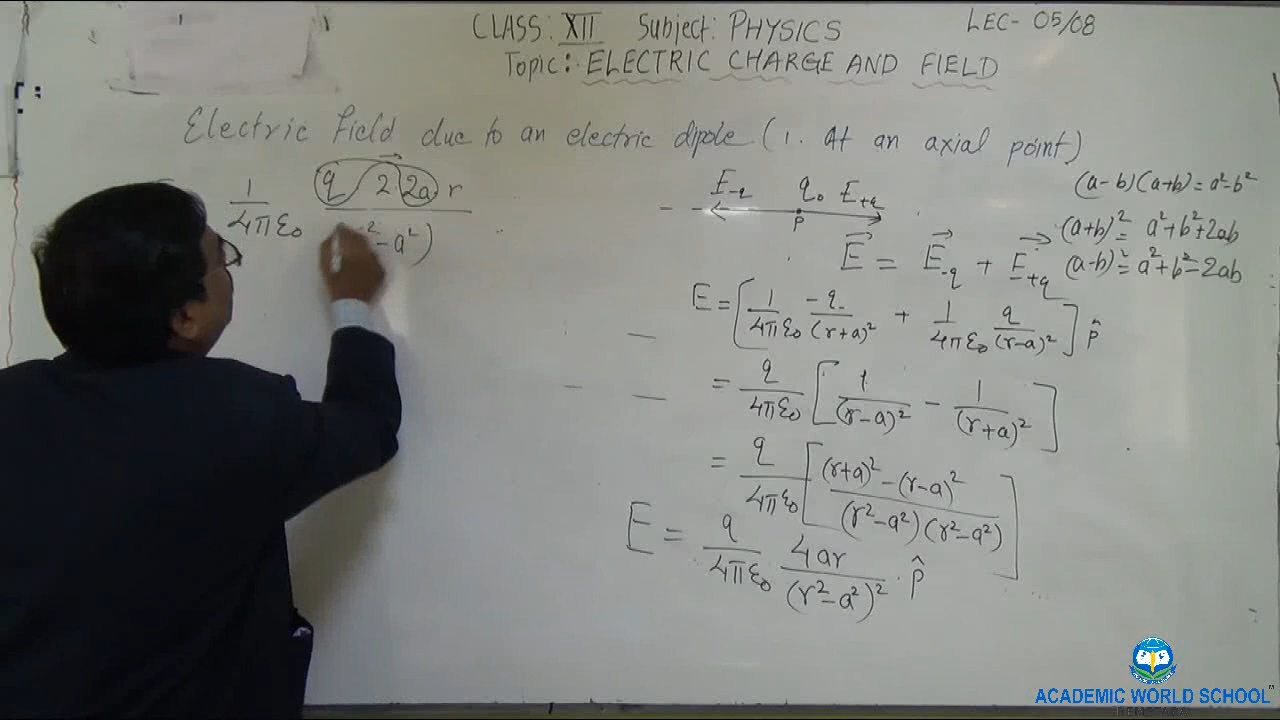 CLASS: XII Subject: PHYSICS LEC- 05/08
Topic: ELECTRIC CHARGE AND FIELD
Electric Field due to an electric dipole (1. At an axial point)
1/4πε₀ q 2 2a r / (r² - a²)
E₋q q₀ E₊q
P
E⃗ = E⃗₋q + E⃗₊q
E = [1/4πε₀ -q/(r+a)² + 1/4πε₀ q/(r-a)²] p̂
= q/4πε₀ [1/(r-a)² - 1/(r+a)²]
= q/4πε₀ [(r+a)² - (r-a)² / (r²-a²)(r²-a²)]
E = q/4πε₀ 4ar/(r²-a²)² · p̂
(a-b)(a+b) = a²-b²
(a+b)² = a²+b²+2ab
(a-b)² = a²+b²-2ab
ACADEMIC WORLD SCHOOL